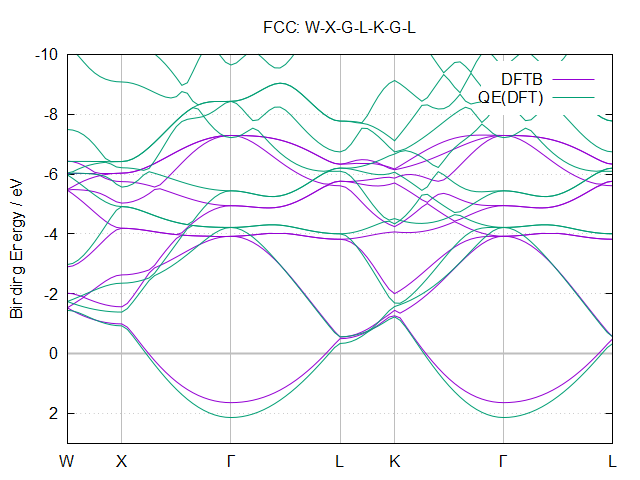 FCC: W-X-G-L-K-G-L
DFTB
QE(DFT)
Binding Energy / eV
-10
-8
-6
-4
-2
0
2
W X Γ L K Γ L